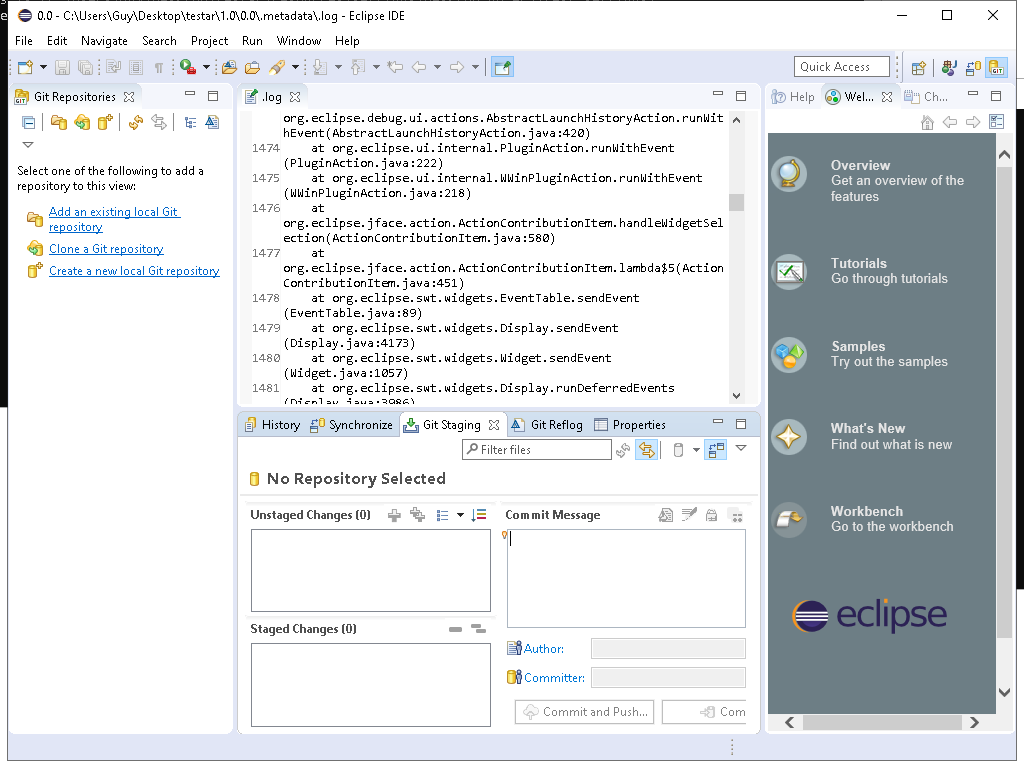 0.0 - C:\Users\Guy\Desktop\testar\1.0\0.0\.metadata\.log - Eclipse IDE
File Edit Navigate Search Project Run Window Help
Quick Access
GIT
Git Repositories
Select one of the following to add a
repository to this view:
Add an existing local Git
repository
Clone a Git repository
Create a new local Git repository
.log
org.eclipse.debug.ui.actions.AbstractLaunchHistoryAction.runWit
hEvent(AbstractLaunchHistoryAction.java:420)
1474 at org.eclipse.ui.internal.PluginAction.runWithEvent
(PluginAction.java:222)
1475 at org.eclipse.ui.internal.WWinPluginAction.runWithEvent
(WWinPluginAction.java:218)
1476 at
org.eclipse.jface.action.ActionContributionItem.handleWidgetSel
ection(ActionContributionItem.java:580)
1477 at
org.eclipse.jface.action.ActionContributionItem.lambda$5(Action
ContributionItem.java:451)
1478 at org.eclipse.swt.widgets.EventTable.sendEvent
(EventTable.java:89)
1479 at org.eclipse.swt.widgets.Display.sendEvent
(Display.java:4173)
1480 at org.eclipse.swt.widgets.Widget.sendEvent
(Widget.java:1057)
1481 at org.eclipse.swt.widgets.Display.runDeferredEvents
(Display.java:3986)
History Synchronize Git Staging Git Reflog Properties
Filter files
No Repository Selected
Unstaged Changes (0)
Staged Changes (0)
Commit Message
Author:
Committer:
Commit and Push... Com
Help Wel... Ch...
Overview
Get an overview of the
features
Tutorials
Go through tutorials
Samples
Try out the samples
What's New
Find out what is new
Workbench
Go to the workbench
eclipse